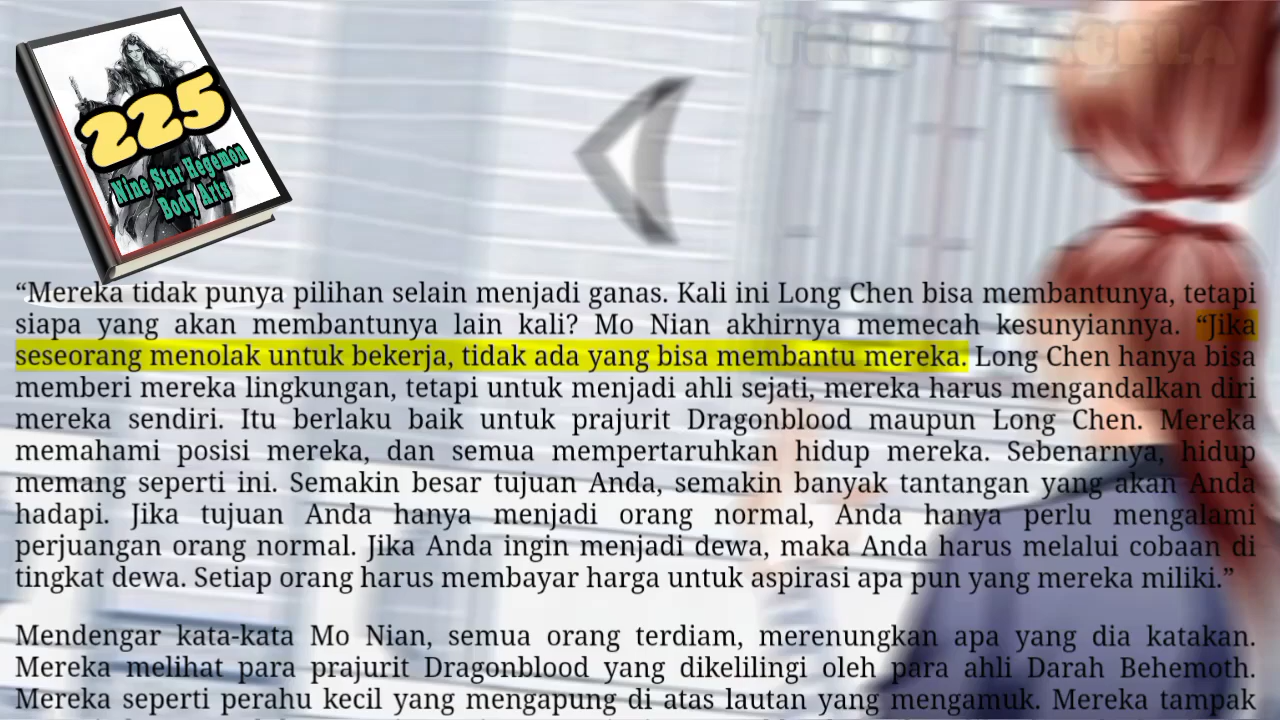 225
Nine Star Hegemon
Body Arts
“Mereka tidak punya pilihan selain menjadi ganas. Kali ini Long Chen bisa membantunya, tetapi
siapa yang akan membantunya lain kali? Mo Nian akhirnya memecah kesunyiannya. “Jika
seseorang menolak untuk bekerja, tidak ada yang bisa membantu mereka. Long Chen hanya bisa
memberi mereka lingkungan, tetapi untuk menjadi ahli sejati, mereka harus mengandalkan diri
mereka sendiri. Itu berlaku baik untuk prajurit Dragonblood maupun Long Chen. Mereka
memahami posisi mereka, dan semua mempertaruhkan hidup mereka. Sebenarnya, hidup
memang seperti ini. Semakin besar tujuan Anda, semakin banyak tantangan yang akan Anda
hadapi. Jika tujuan Anda hanya menjadi orang normal, Anda hanya perlu mengalami
perjuangan orang normal. Jika Anda ingin menjadi dewa, maka Anda harus melalui cobaan di
tingkat dewa. Setiap orang harus membayar harga untuk aspirasi apa pun yang mereka miliki.”
Mendengar kata-kata Mo Nian, semua orang terdiam, merenungkan apa yang dia katakan.
Mereka melihat para prajurit Dragonblood yang dikelilingi oleh para ahli Darah Behemoth.
Mereka seperti perahu kecil yang mengapung di atas lautan yang mengamuk. Mereka tampak